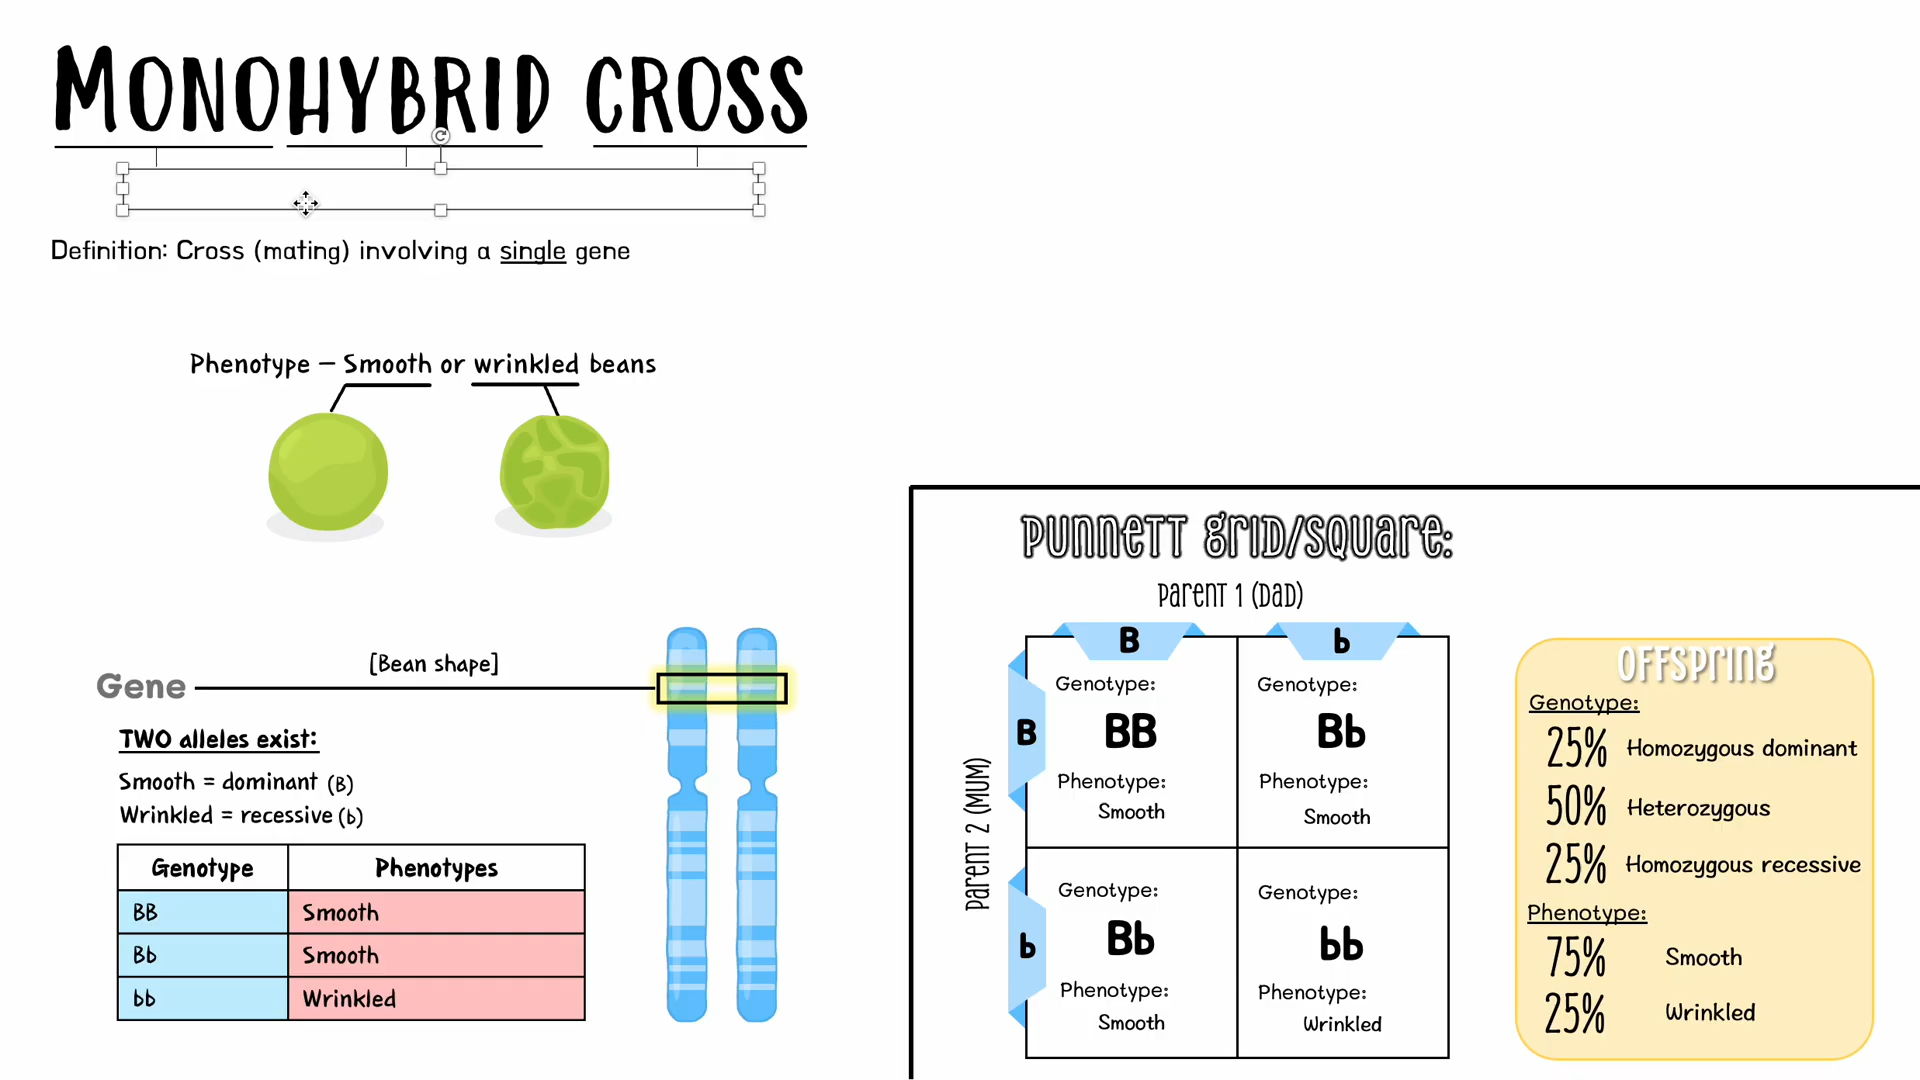 MONOHYBRID CROSS
Definition: Cross (mating) involving a single gene
Phenotype – Smooth or wrinkled beans
[Bean shape]
Gene
TWO alleles exist:
Smooth = dominant (B)
Wrinkled = recessive (b)
Genotype Phenotypes
BB Smooth
Bb Smooth
bb Wrinkled
Punnett grid/square:
Parent 1 (Dad)
B b
Parent 2 (Mum)
B
b
Genotype:
BB
Phenotype:
Smooth
Genotype:
Bb
Phenotype:
Smooth
Genotype:
Bb
Phenotype:
Smooth
Genotype:
bb
Phenotype:
Wrinkled
Offspring
Genotype:
25% Homozygous dominant
50% Heterozygous
25% Homozygous recessive
Phenotype:
75% Smooth
25% Wrinkled